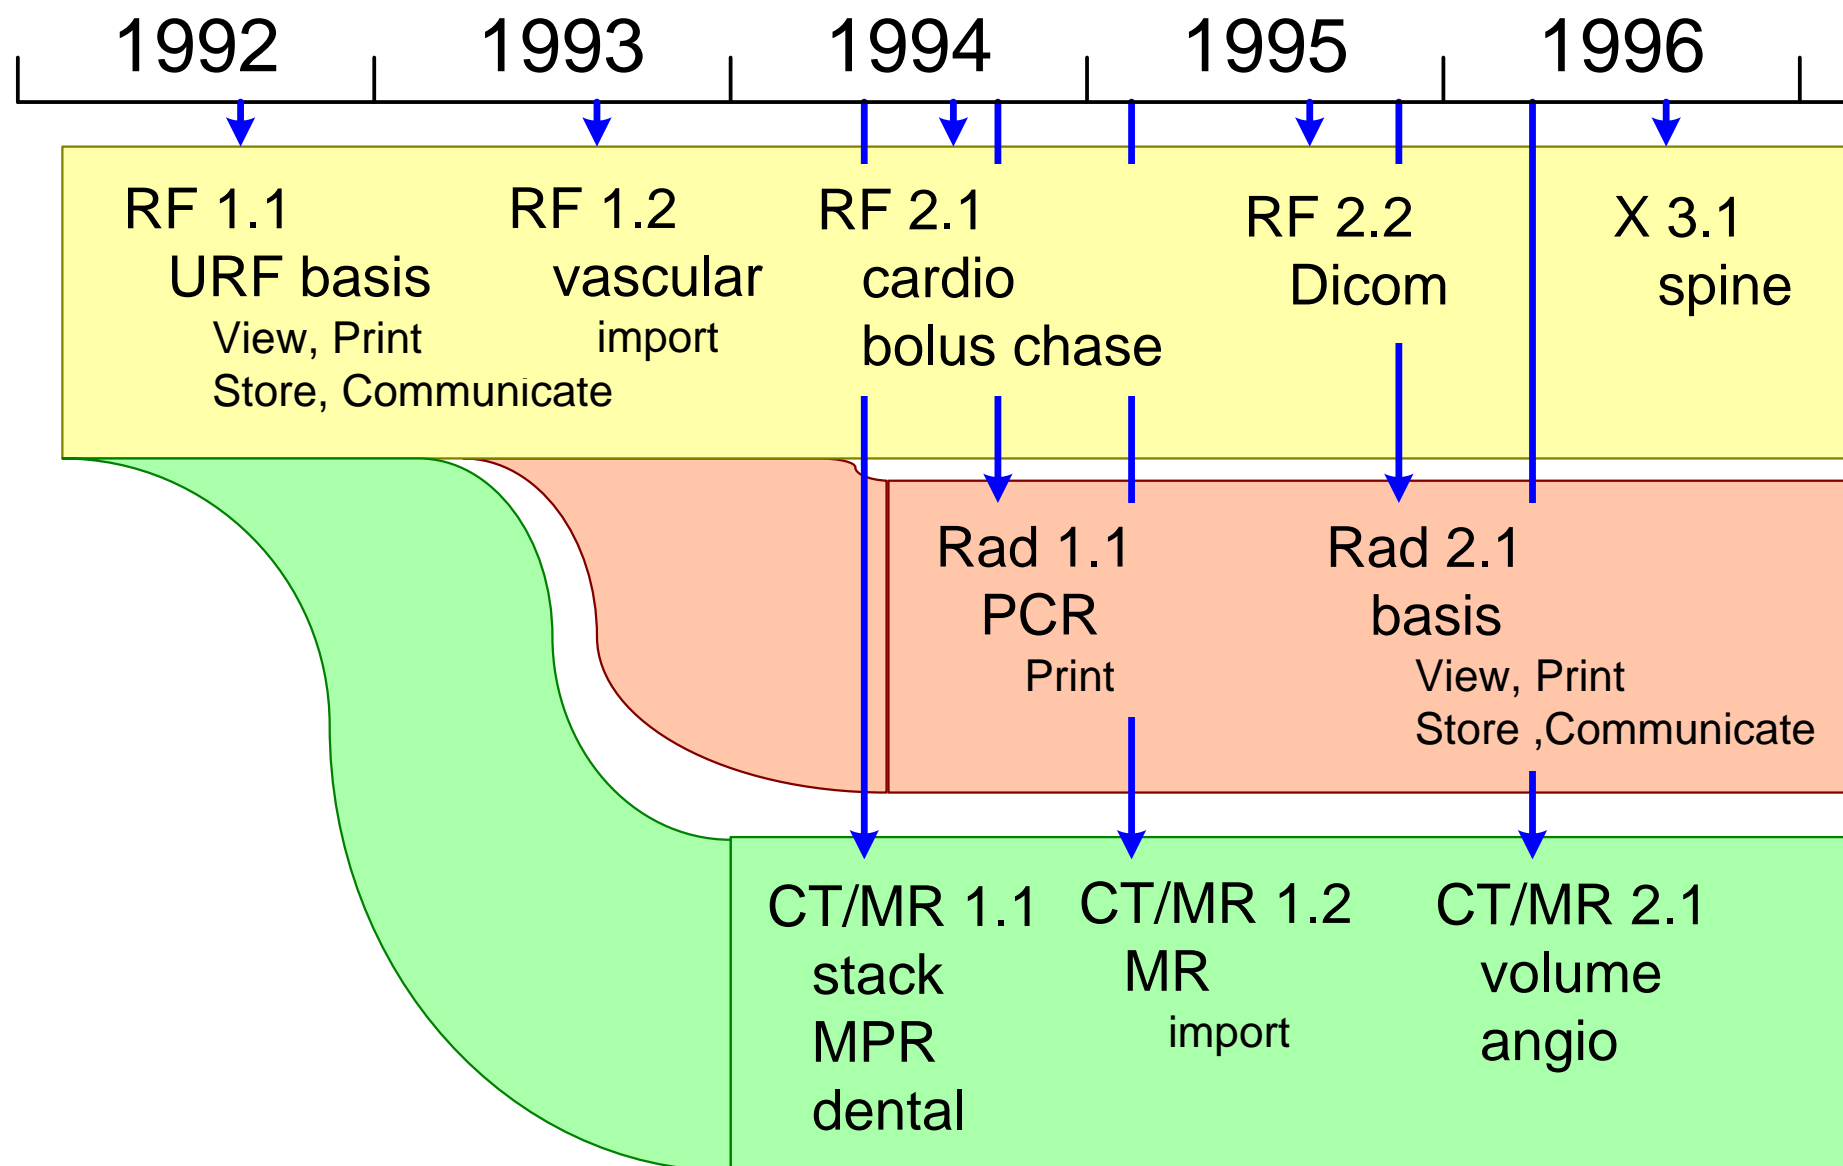 1992 1993 1994 1995 1996
RF 1.1
URF basis
View, Print
Store, Communicate
RF 1.2
vascular
import
RF 2.1
cardio
bolus chase
RF 2.2
Dicom
X 3.1
spine
Rad 1.1
PCR
Print
Rad 2.1
basis
View, Print
Store ,Communicate
CT/MR 1.1
stack
MPR
dental
CT/MR 1.2
MR
import
CT/MR 2.1
volume
angio